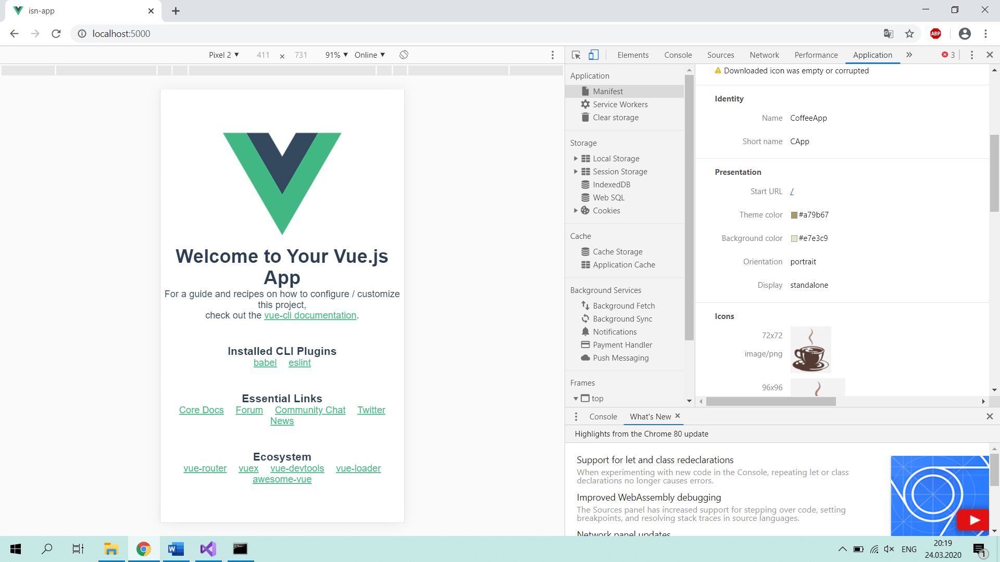 isn-app
localhost:5000
ABP
Pixel 2 ▼ 411 × 731 91% ▼ Online ▼
Elements Console Sources Network Performance Application » 3
Welcome to Your Vue.js
App
For a guide and recipes on how to configure / customize
this project,
check out the vue-cli documentation.
Installed CLI Plugins
babel eslint
Essential Links
Core Docs Forum Community Chat Twitter
News
Ecosystem
vue-router vuex vue-devtools vue-loader
awesome-vue
Application
Manifest
Service Workers
Clear storage
Storage
Local Storage
Session Storage
IndexedDB
Web SQL
Cookies
Cache
Cache Storage
Application Cache
Background Services
Background Fetch
Background Sync
Notifications
Payment Handler
Push Messaging
Frames
top
Downloaded icon was empty or corrupted
Identity
Name CoffeeApp
Short name CApp
Presentation
Start URL /
Theme color #a79b67
Background color #e7e3c9
Orientation portrait
Display standalone
Icons
72x72
image/png
96x96
Console What's New ×
Highlights from the Chrome 80 update
Support for let and class redeclarations
When experimenting with new code in the Console, repeating let or class
declarations no longer causes errors.
Improved WebAssembly debugging
The Sources panel has increased support for stepping over code, setting
breakpoints, and resolving stack traces in source languages.
Network panel updates
W
ENG
20:19
24.03.2020
1